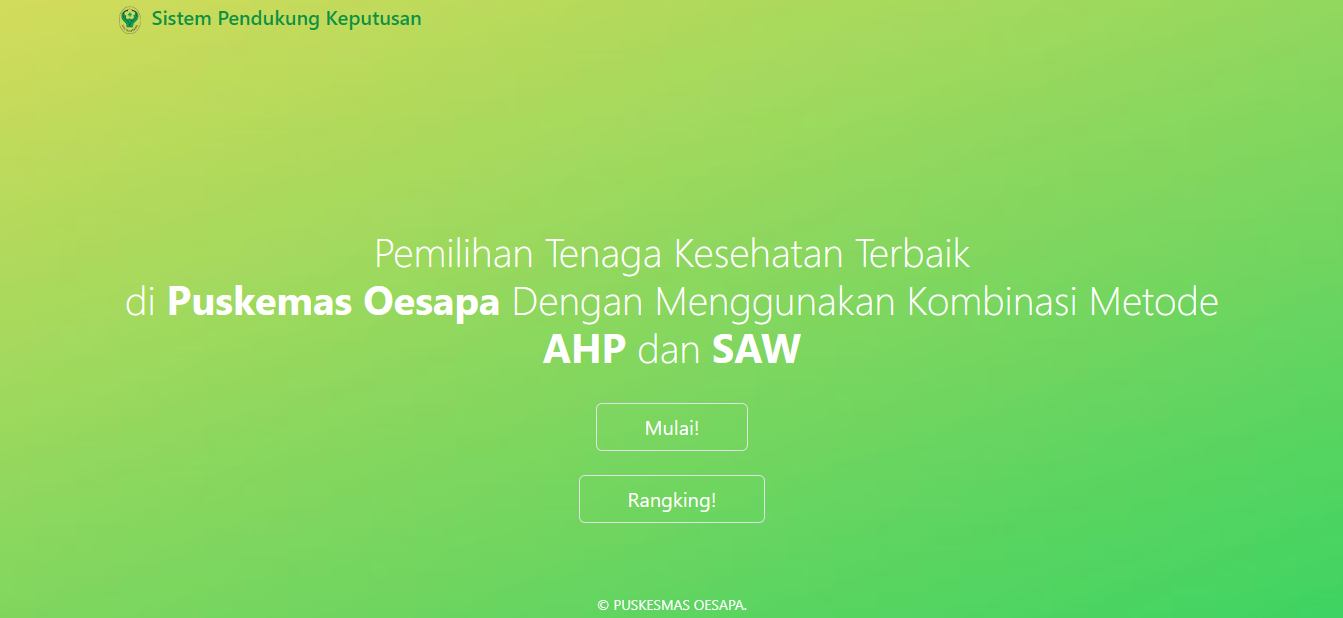 Sistem Pendukung Keputusan
Pemilihan Tenaga Kesehatan Terbaik
di Puskemas Oesapa Dengan Menggunakan Kombinasi Metode
AHP dan SAW
Mulai!
Rangking!
© PUSKESMAS OESAPA.